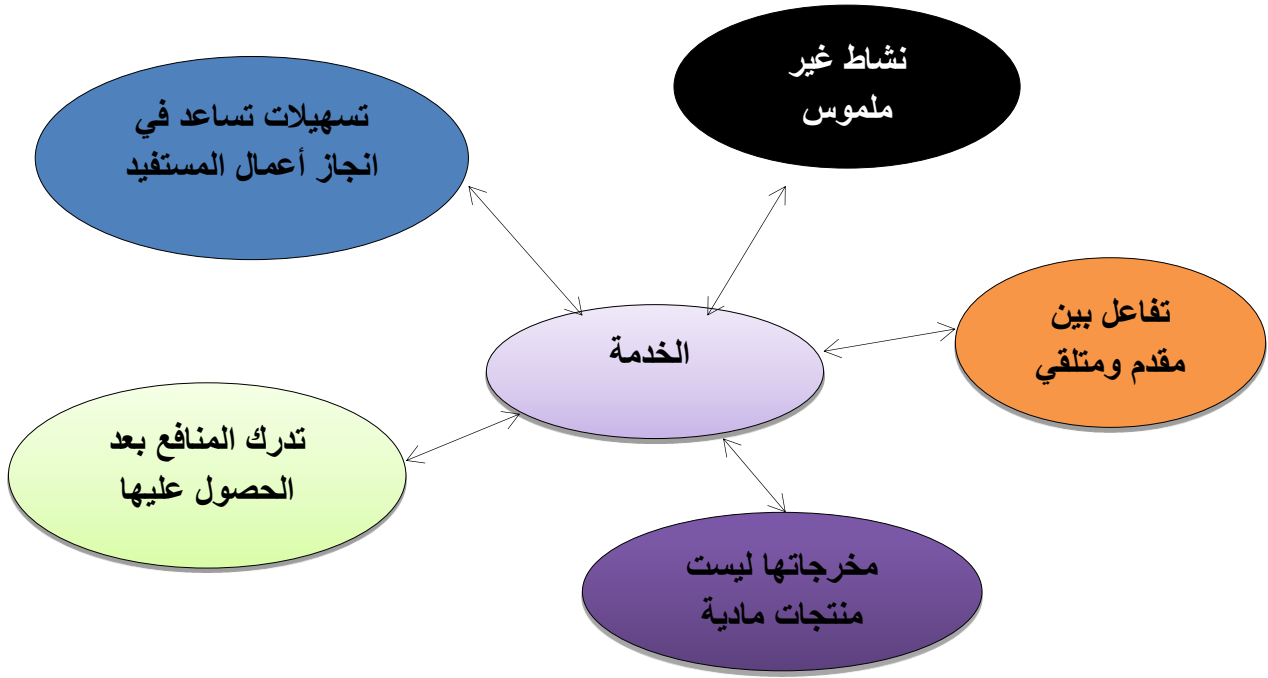 نشاط غير
ملموس
تسهيلات تساعد في
انجاز أعمال المستفيد
تفاعل بين
مقدم ومتلقي
الخدمة
تدرك المنافع بعد
الحصول عليها
مخرجاتها ليست
منتجات مادية